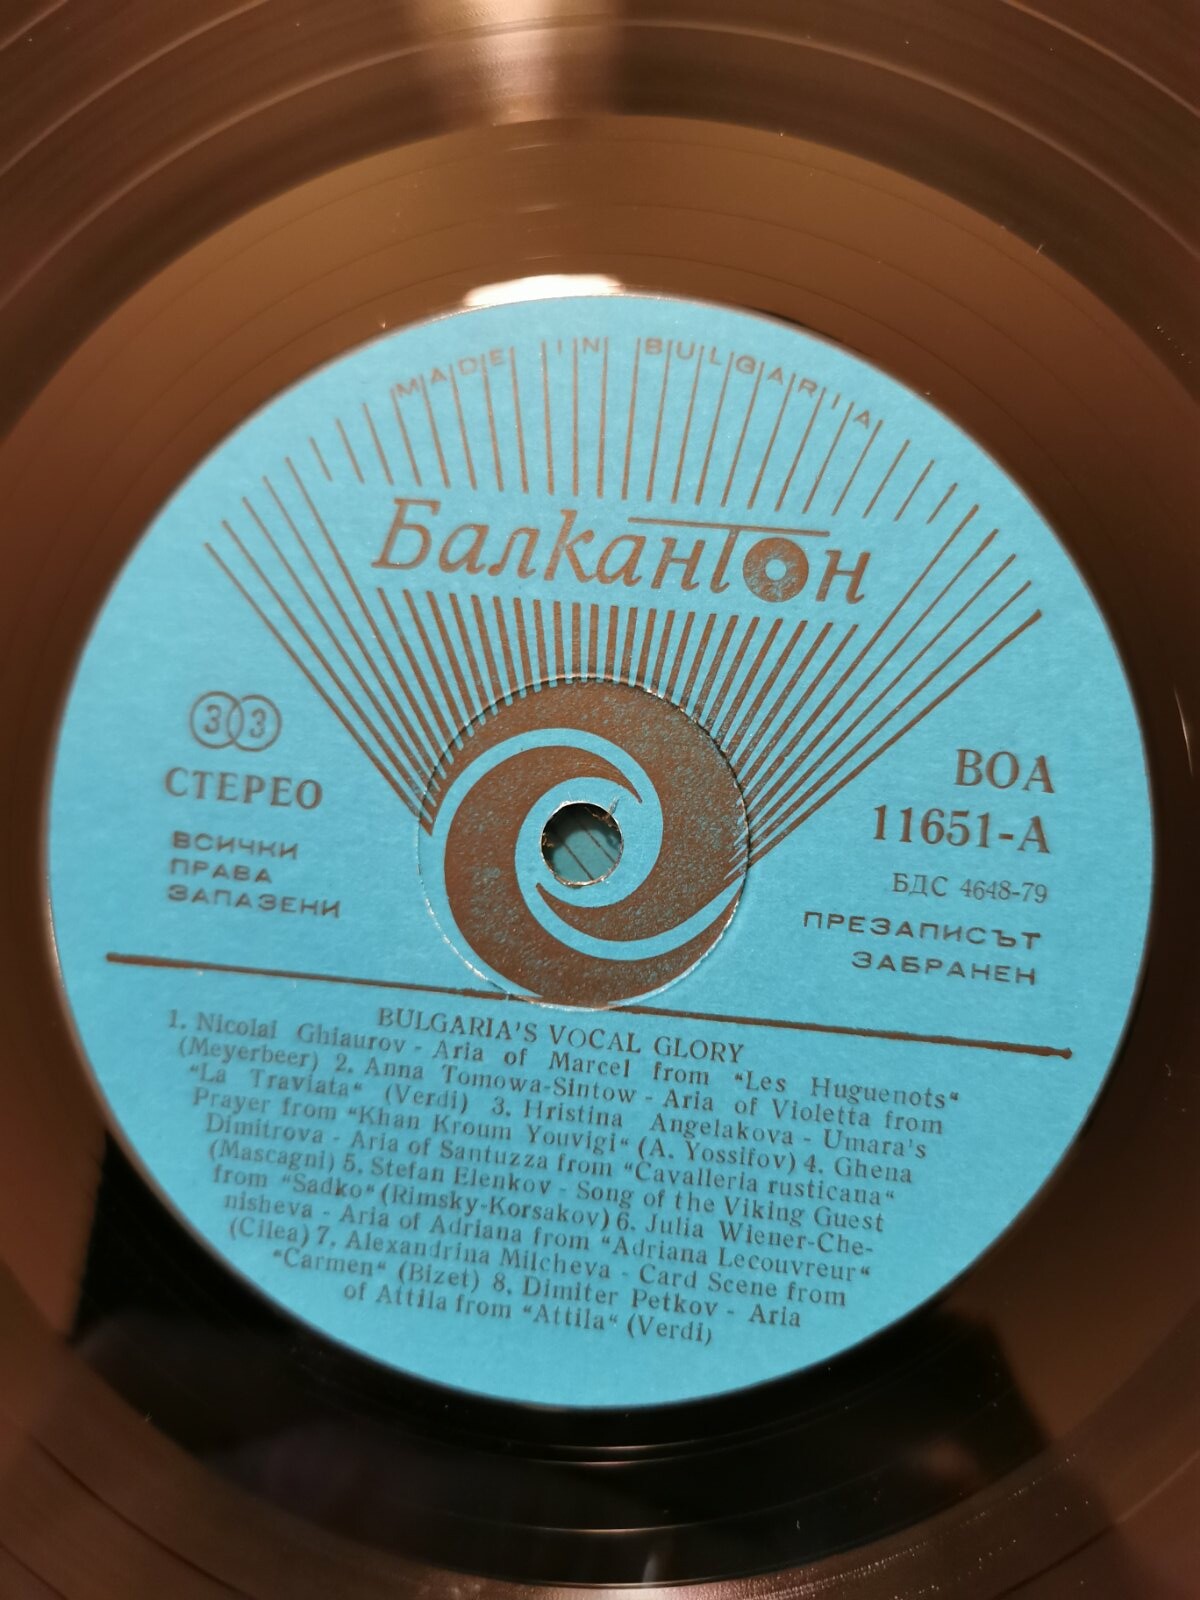 MADE IN BULGARIA
Балкантон
33
СТЕРЕО
ВСИЧКИ
ПРАВА
ЗАПАЗЕНИ
ВОА
11651-А
БДС 4648-79
ПРЕЗАПИСЪТ
ЗАБРАНЕН
BULGARIA'S VOCAL GLORY
1. Nicolai Ghiaurov - Aria of Marcel from “Les Huguenots“
(Meyerbeer) 2. Anna Tomowa-Sintow - Aria of Violetta from
“La Traviata“ (Verdi) 3. Hristina Angelakova - Umara's
Prayer from “Khan Kroum Youvigi“ (A. Yossifov) 4. Ghena
Dimitrova - Aria of Santuzza from “Cavalleria rusticana“
(Mascagni) 5. Stefan Elenkov - Song of the Viking Guest
from “Sadko“ (Rimsky-Korsakov) 6. Julia Wiener-Che-
nisheva - Aria of Adriana from “Adriana Lecouvreur“
(Cilea) 7. Alexandrina Milcheva - Card Scene from
“Carmen“ (Bizet) 8. Dimiter Petkov - Aria
of Attila from “Attila“ (Verdi)